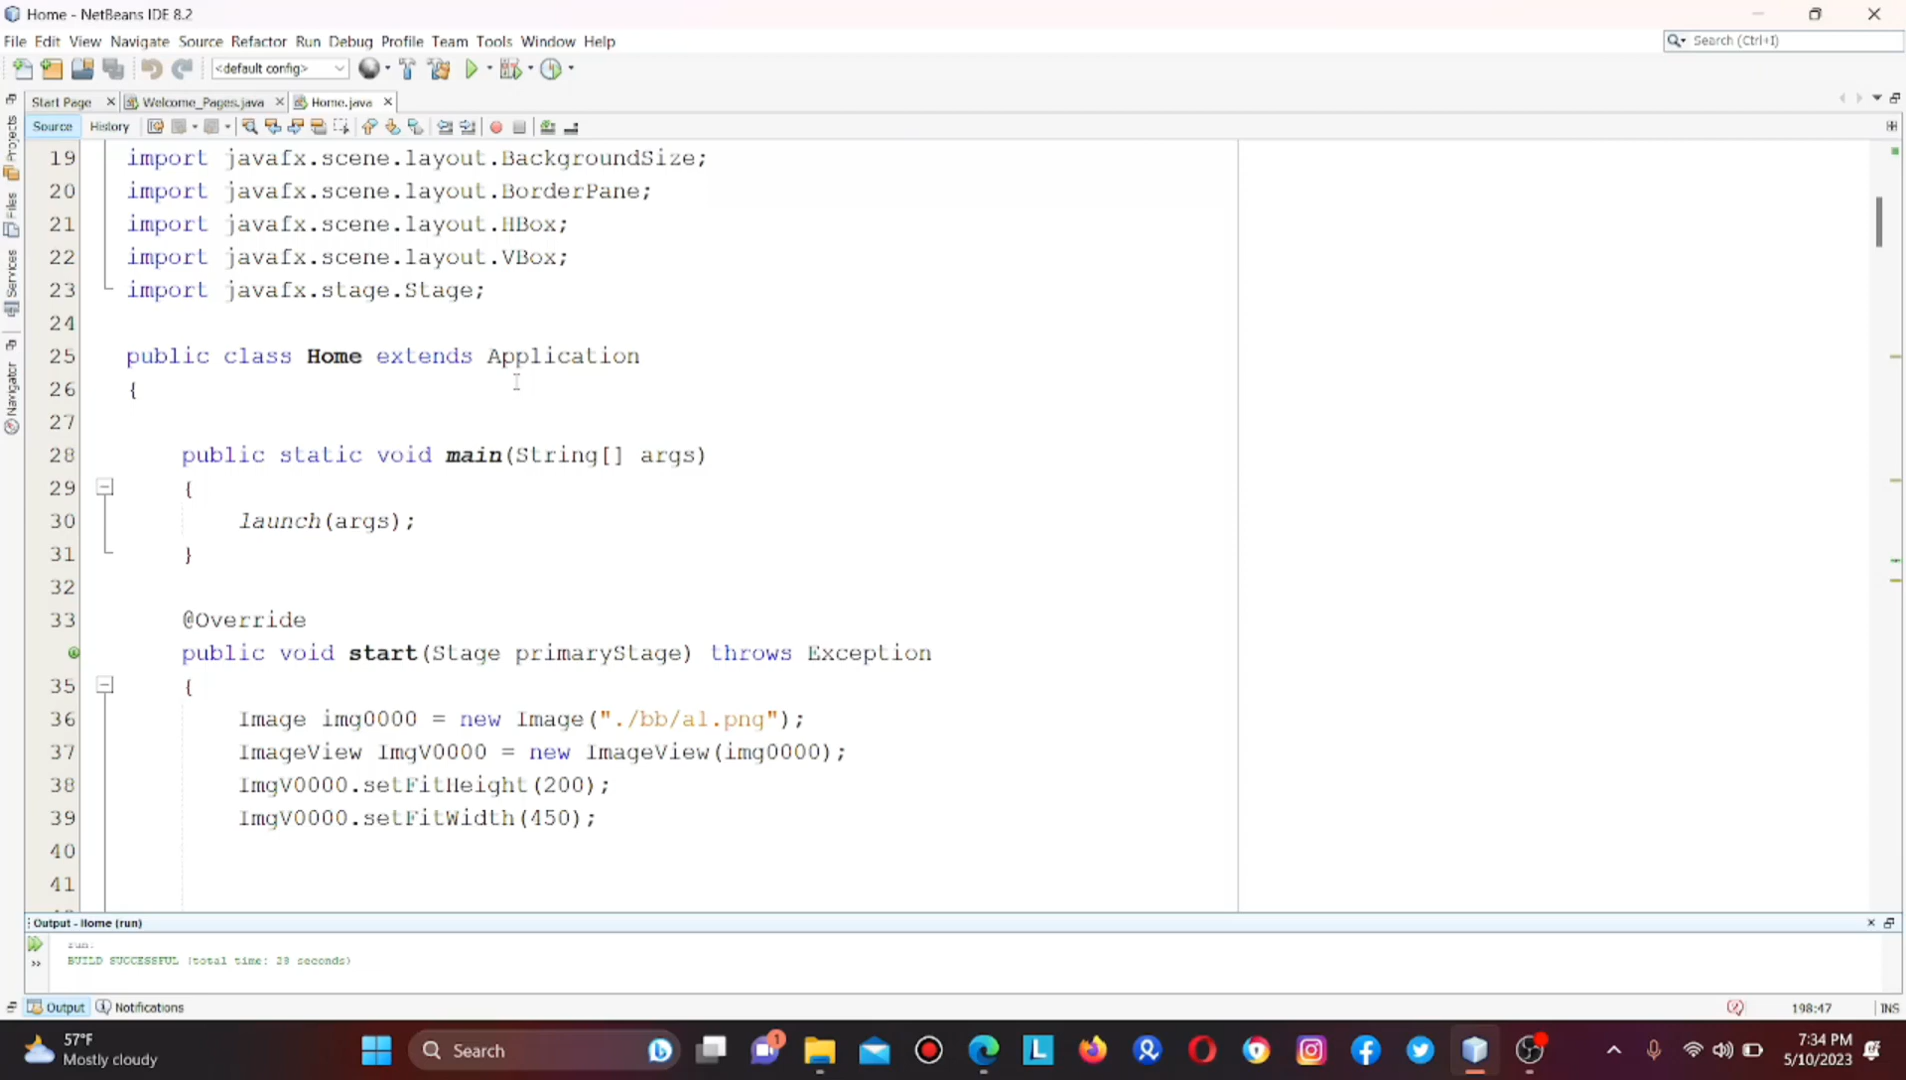 Home - NetBeans IDE 8.2
File Edit View Navigate Source Refactor Run Debug Profile Team Tools Window Help
Search (Ctrl+I)
<default config>
Start Page Welcome_Pages.java Home.java
Source History
Projects
Files
Services
Navigator
19 import javafx.scene.layout.BackgroundSize;
20 import javafx.scene.layout.BorderPane;
21 import javafx.scene.layout.HBox;
22 import javafx.scene.layout.VBox;
23 import javafx.stage.Stage;
24
25 public class Home extends Application
26 {
27
28 public static void main(String[] args)
29 {
30 launch(args);
31 }
32
33 @Override
public void start(Stage primaryStage) throws Exception
35 {
36 Image img0000 = new Image("./bb/a1.png");
37 ImageView ImgV0000 = new ImageView(img0000);
38 ImgV0000.setFitHeight(200);
39 ImgV0000.setFitWidth(450);
40
41
Output - Home (run)
run:
BUILD SUCCESSFUL (total time: 28 seconds)
Output Notifications
198:47 INS
57°F
Mostly cloudy
Search
1
L
7:34 PM
5/10/2023